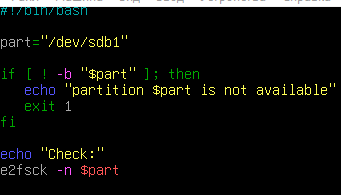 #!/bin/bash
part="/dev/sdb1"
if [ ! -b "$part" ]; then
   echo "partition $part is not available"
   exit 1
fi
echo "Check:"
e2fsck -n $part